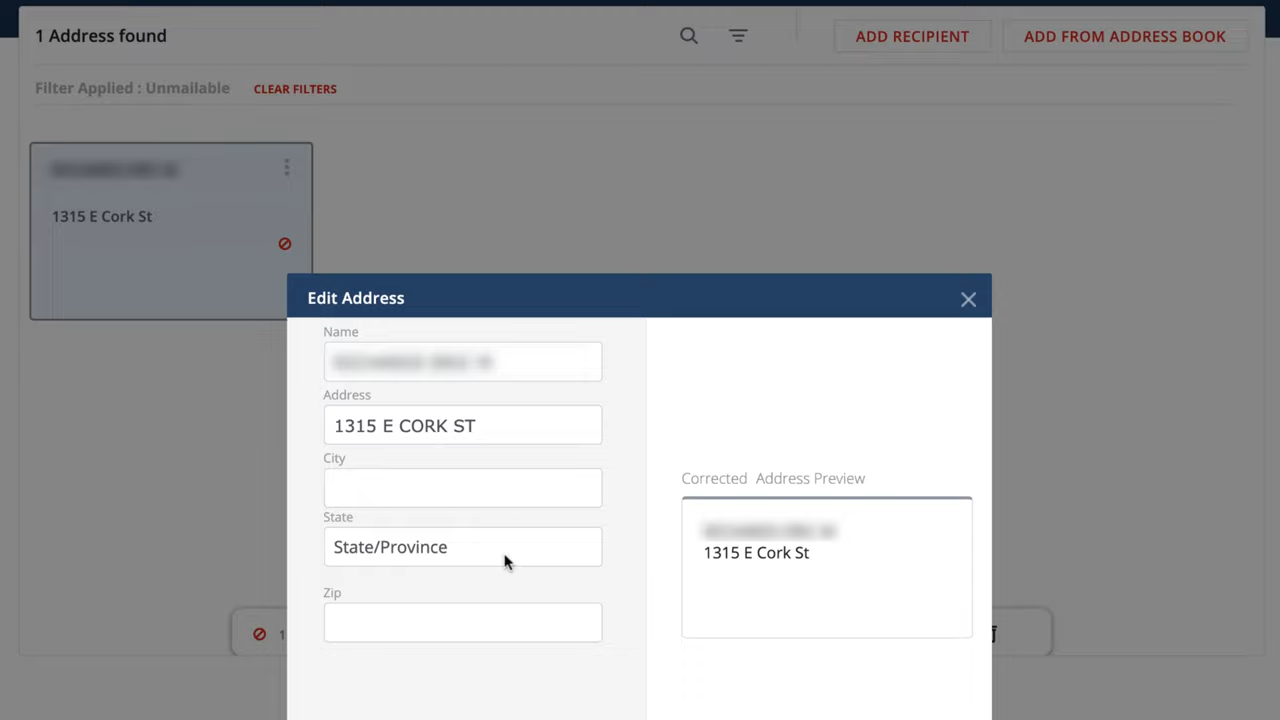 1 Address found
ADD RECIPIENT
ADD FROM ADDRESS BOOK
Filter Applied : Unmailable
CLEAR FILTERS
1315 E Cork St
Edit Address
Name
Address
1315 E CORK ST
City
State
State/Province
Zip
Corrected Address Preview
1315 E Cork St
1